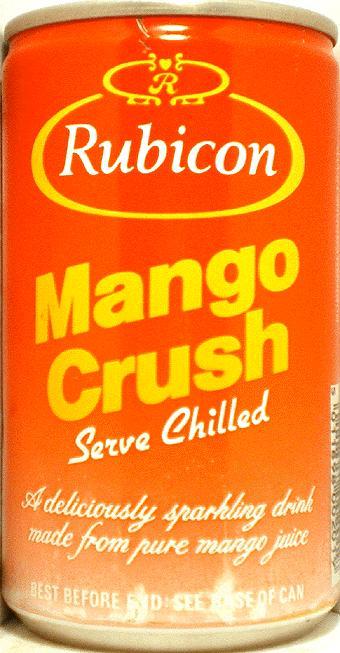 R
Rubicon
Mango
Crush
Serve Chilled
A deliciously sparkling drink
made from pure mango juice
BEST BEFORE END: SEE BASE OF CAN